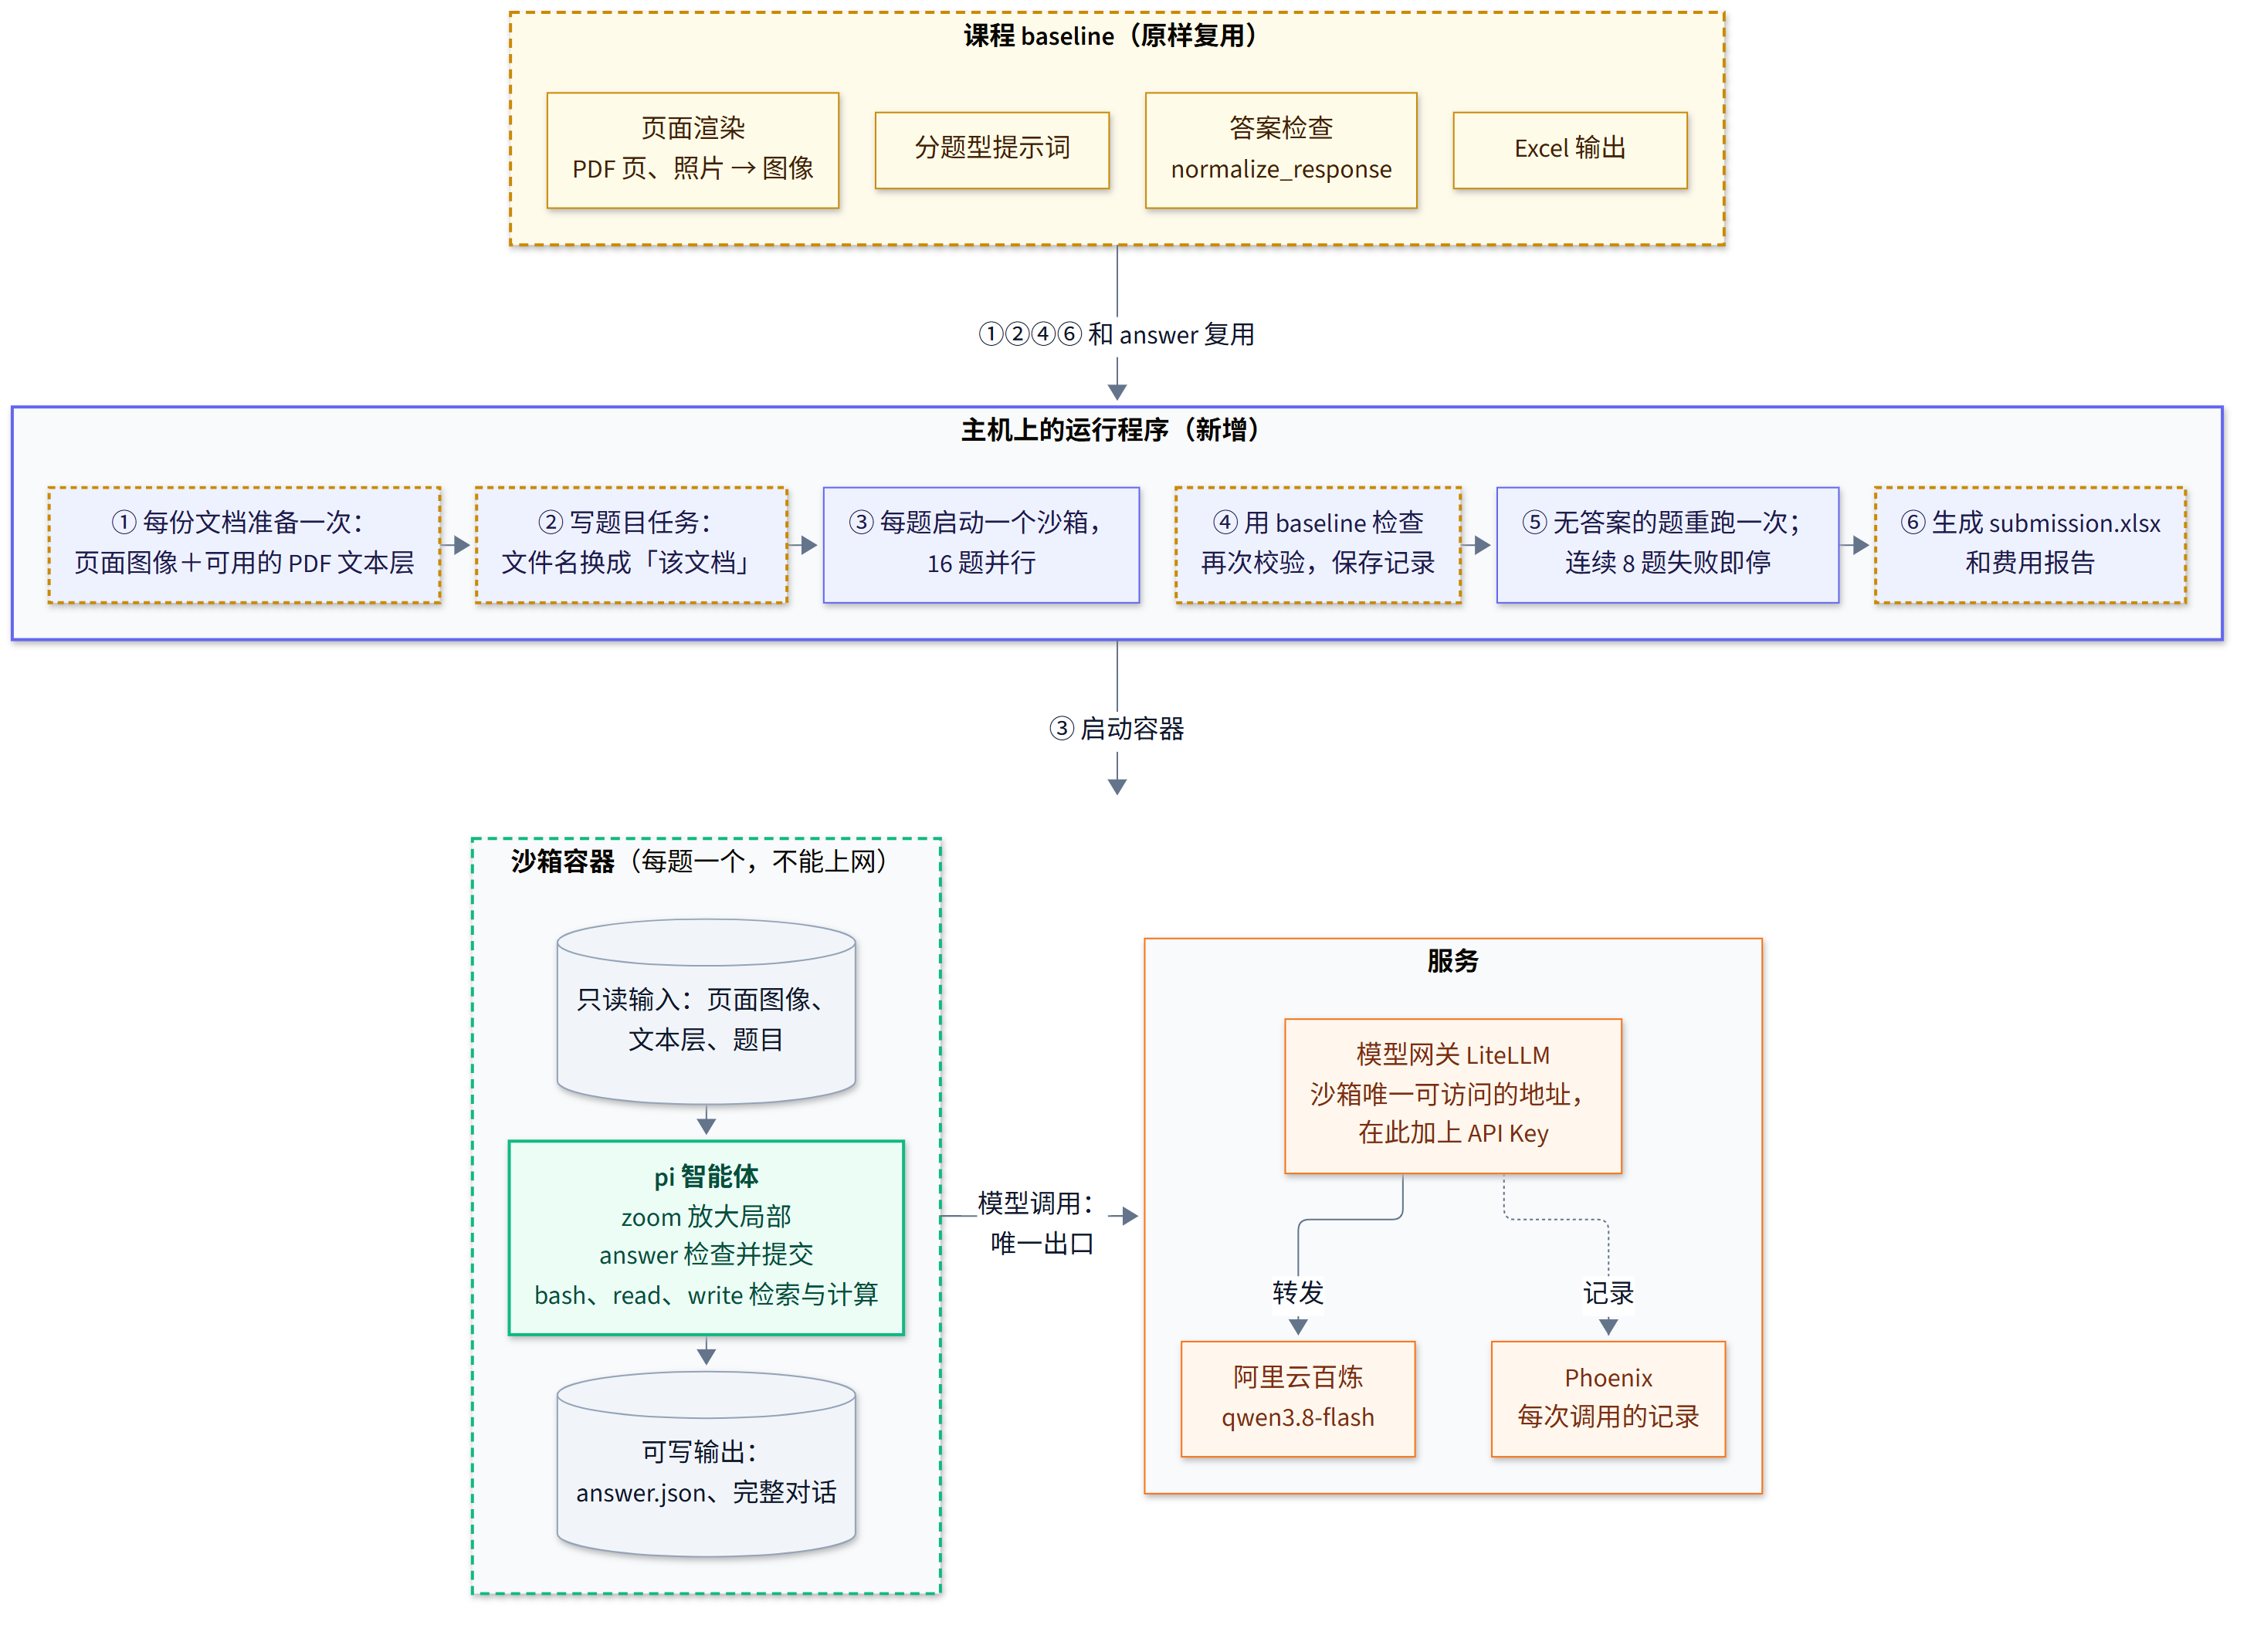 课程 baseline（原样复用）
页面渲染
PDF 页、照片 → 图像
分题型提示词
答案检查
normalize_response
Excel 输出
①②④⑥ 和 answer 复用
主机上的运行程序（新增）
① 每份文档准备一次：
页面图像＋可用的 PDF 文本层
② 写题目任务：
文件名换成「该文档」
③ 每题启动一个沙箱，
16 题并行
④ 用 baseline 检查
再次校验，保存记录
⑤ 无答案的题重跑一次；
连续 8 题失败即停
⑥ 生成 submission.xlsx
和费用报告
③ 启动容器
沙箱容器（每题一个，不能上网）
只读输入：页面图像、
文本层、题目
pi 智能体
zoom 放大局部
answer 检查并提交
bash、read、write 检索与计算
可写输出：
answer.json、完整对话
模型调用：
唯一出口
服务
模型网关 LiteLLM
沙箱唯一可访问的地址，
在此加上 API Key
转发
记录
阿里云百炼
qwen3.8-flash
Phoenix
每次调用的记录